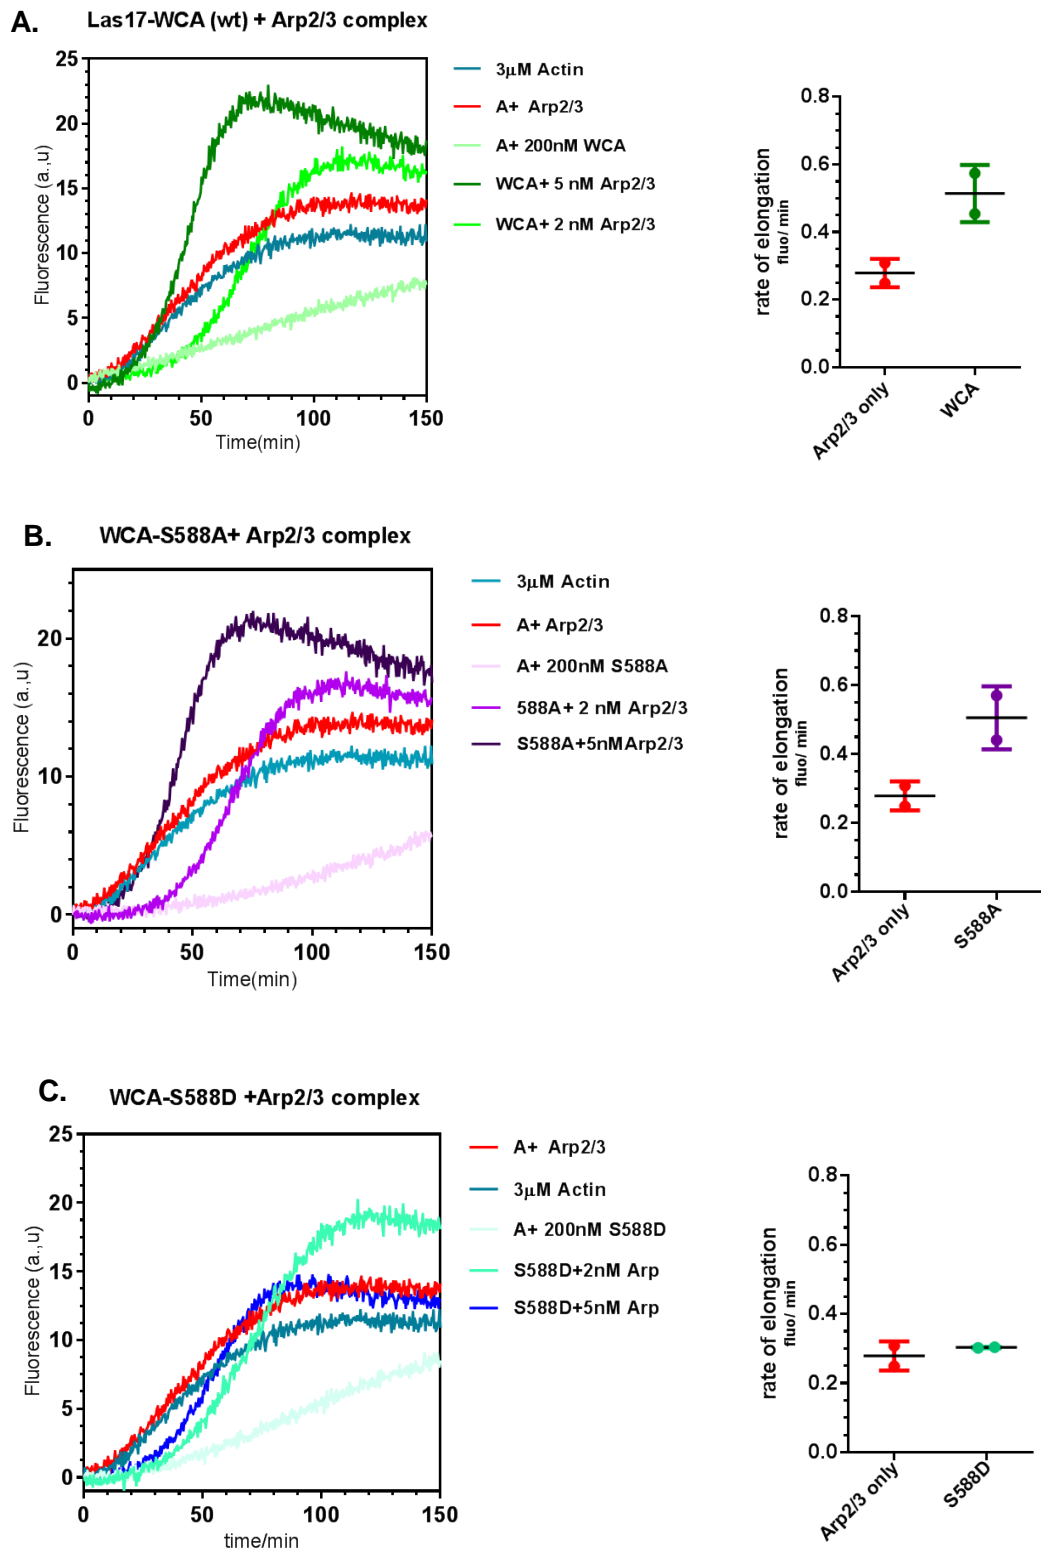 A.
Las17-WCA (wt) + Arp2/3 complex
25
20
15
10
5
0
Fluorescence (a.,u)
0 50 100 150
Time(min)
3µM Actin
A+ Arp2/3
A+ 200nM WCA
WCA+ 5 nM Arp2/3
WCA+ 2 nM Arp2/3
0.8
0.6
0.4
0.2
0.0
rate of elongation
fluo/ min
Arp2/3 only
WCA
B.
WCA-S588A+ Arp2/3 complex
20
10
0
Fluorescence (a.,u)
0 50 100 150
Time(min)
3µM Actin
A+ Arp2/3
A+ 200nM S588A
588A+ 2 nM Arp2/3
S588A+5nMArp2/3
0.8
0.6
0.4
0.2
0.0
rate of elongation
fluo/ min
Arp2/3 only
S588A
C.
WCA-S588D +Arp2/3 complex
25
20
15
10
5
0
Fluorescence (a.,u)
0 50 100 150
time/min
A+ Arp2/3
3µM Actin
A+ 200nM S588D
S588D+2nM Arp
S588D+5nM Arp
0.8
0.6
0.4
0.2
0.0
rate of elongation
fluo/ min
Arp2/3 only
S588D